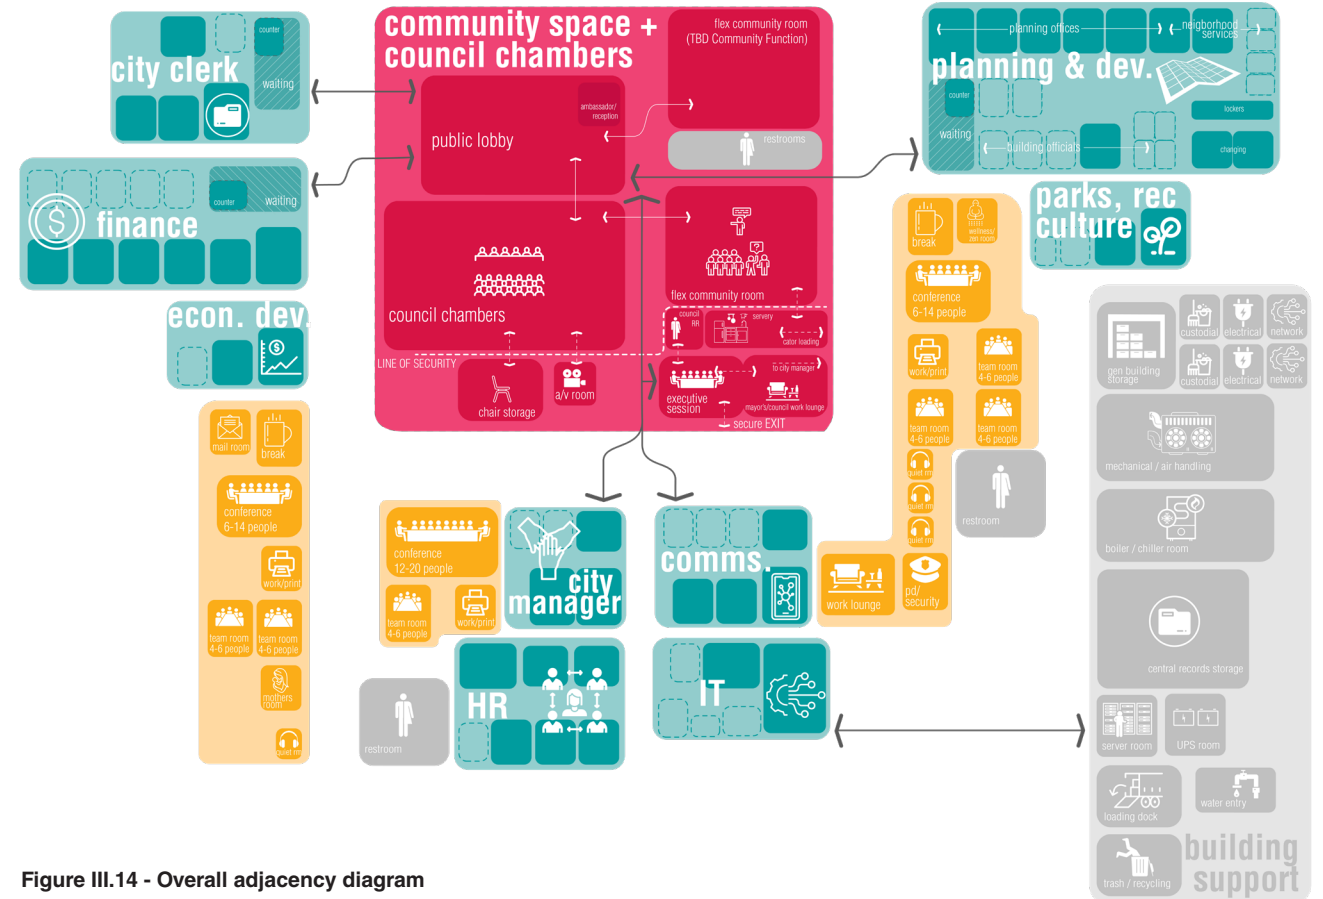 city clerk
counter
waiting
finance
counter
waiting
econ. dev.
mail room
break
conference
6-14 people
work/print
team room
4-6 people
team room
4-6 people
mothers
room
quiet rm
community space +
council chambers
flex community room
(TBD Community Function)
ambassador/
reception
public lobby
restrooms
council chambers
flex community room
LINE OF SECURITY
council
RR
servery
cator loading
chair storage
a/v room
executive
session
to city manager
mayor's/council work lounge
secure EXIT
conference
12-20 people
team room
4-6 people
work/print
city
manager
restroom
HR
comms.
IT
planning offices
neigborhood
services
planning & dev.
counter
waiting
building officials
lockers
changing
parks, rec
culture
break
wellness/
zen room
conference
6-14 people
work/print
team room
4-6 people
team room
4-6 people
team room
4-6 people
quiet rm
quiet rm
quiet rm
restroom
work lounge
pd/
security
gen building
storage
custodial
electrical
network
custodial
electrical
network
mechanical / air handling
boiler / chiller room
central records storage
server room
UPS room
loading dock
water entry
trash / recycling
building
support
Figure III.14 - Overall adjacency diagram